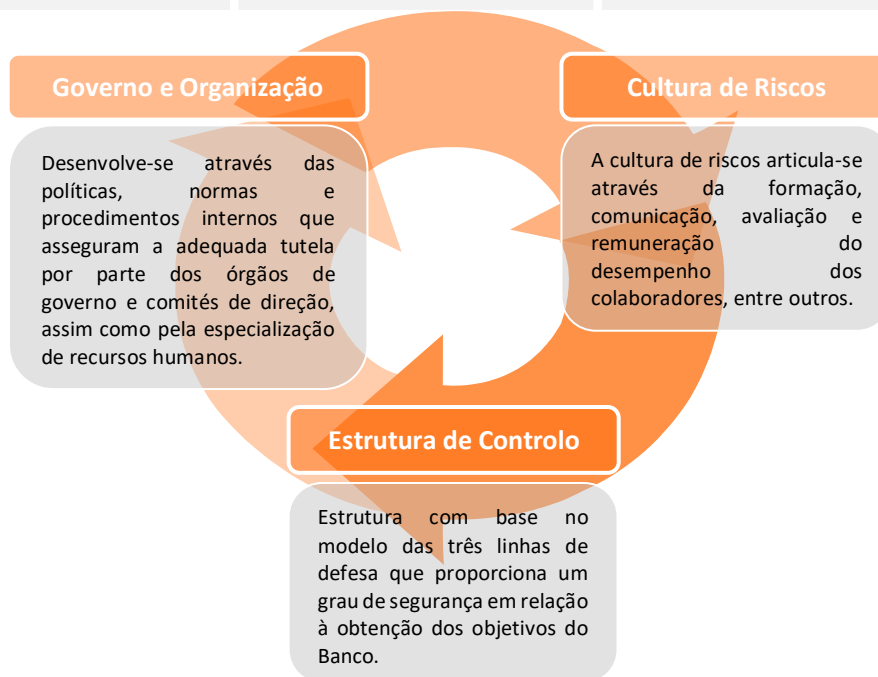 Governo e Organização
Desenvolve-se através das
políticas, normas e
procedimentos internos que
asseguram a adequada tutela
por parte dos órgãos de
governo e comités de direção,
assim como pela especialização
de recursos humanos.
Cultura de Riscos
A cultura de riscos articula-se
através da formação,
comunicação, avaliação e
remuneração do
desempenho dos
colaboradores, entre outros.
Estrutura de Controlo
Estrutura com base no
modelo das três linhas de
defesa que proporciona um
grau de segurança em relação
à obtenção dos objetivos do
Banco.